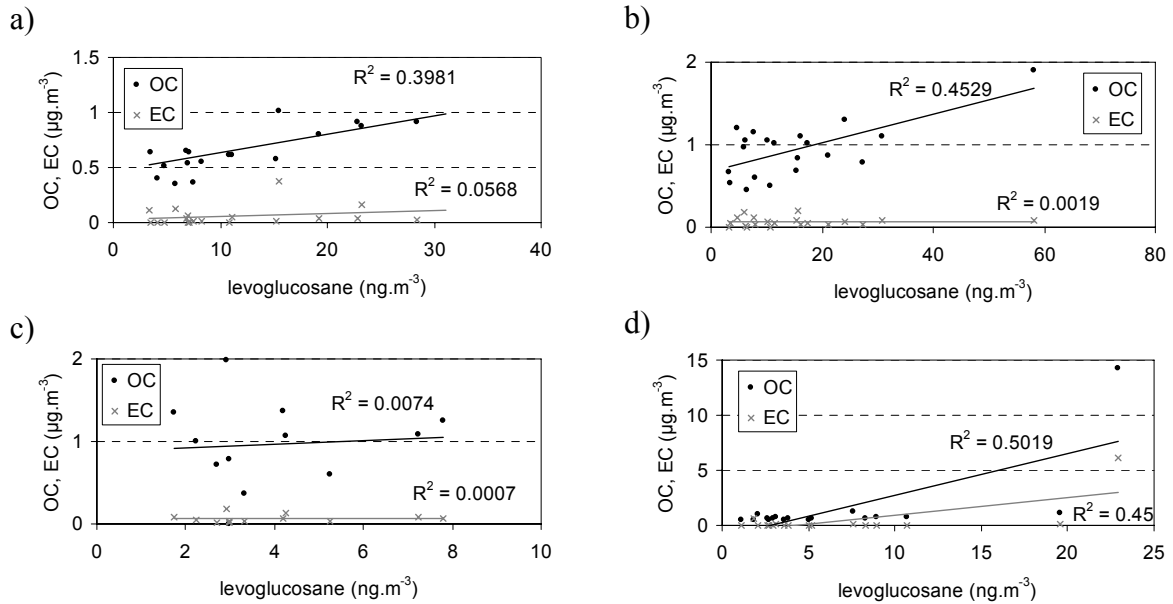 a)
1.5
1
0.5
0
OC, EC (µg.m-3)
OC
EC
R2 = 0.3981
R2 = 0.0568
0 10 20 30 40
levoglucosane (ng.m-3)
b)
2
1
0
OC, EC (µg.m-3)
OC
EC
R2 = 0.4529
R2 = 0.0019
0 20 40 60 80
levoglucosane (ng.m-3)
c)
2
1
0
OC, EC (µg.m-3)
OC
EC
R2 = 0.0074
R2 = 0.0007
0 2 4 6 8 10
levoglucosane (ng.m-3)
d)
15
10
5
0
OC, EC (µg.m-3)
OC
EC
R2 = 0.5019
R2 = 0.45
0 5 10 15 20 25
levoglucosane (ng.m-3)